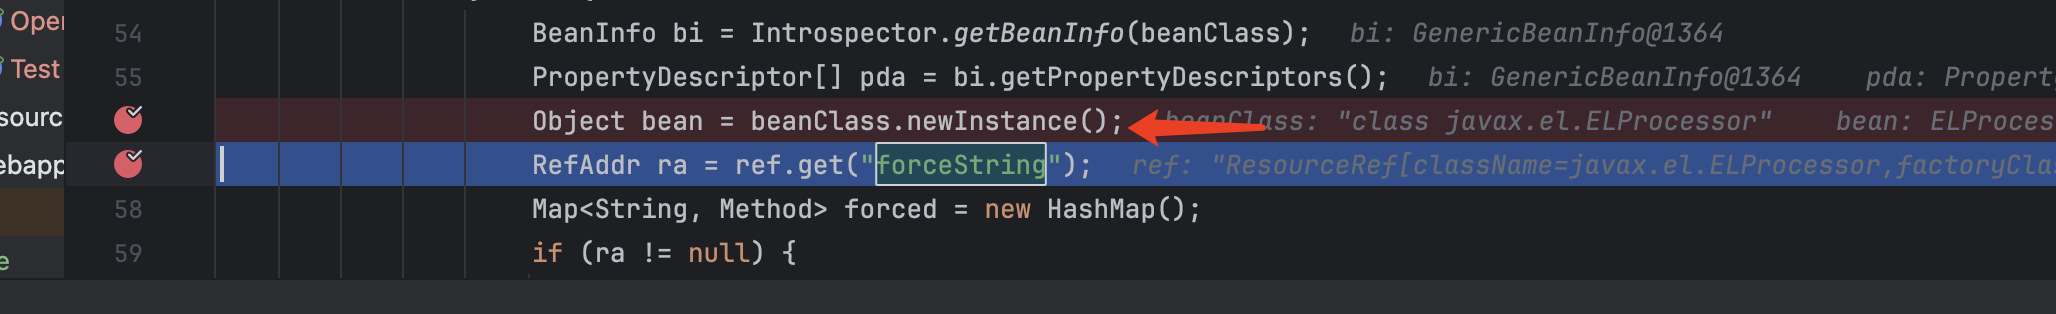 Oper
54 BeanInfo bi = Introspector.getBeanInfo(beanClass); bi: GenericBeanInfo@1364
Test
55 PropertyDescriptor[] pda = bi.getPropertyDescriptors(); bi: GenericBeanInfo@1364 pda: Property
sourc
Object bean = beanClass.newInstance(); beanClass: "class javax.el.ELProcessor" bean: ELProces
ebapp
RefAddr ra = ref.get("forceString"); ref: "ResourceRef[className=javax.el.ELProcessor,factoryClas
58 Map<String, Method> forced = new HashMap();
59 if (ra != null) {
e